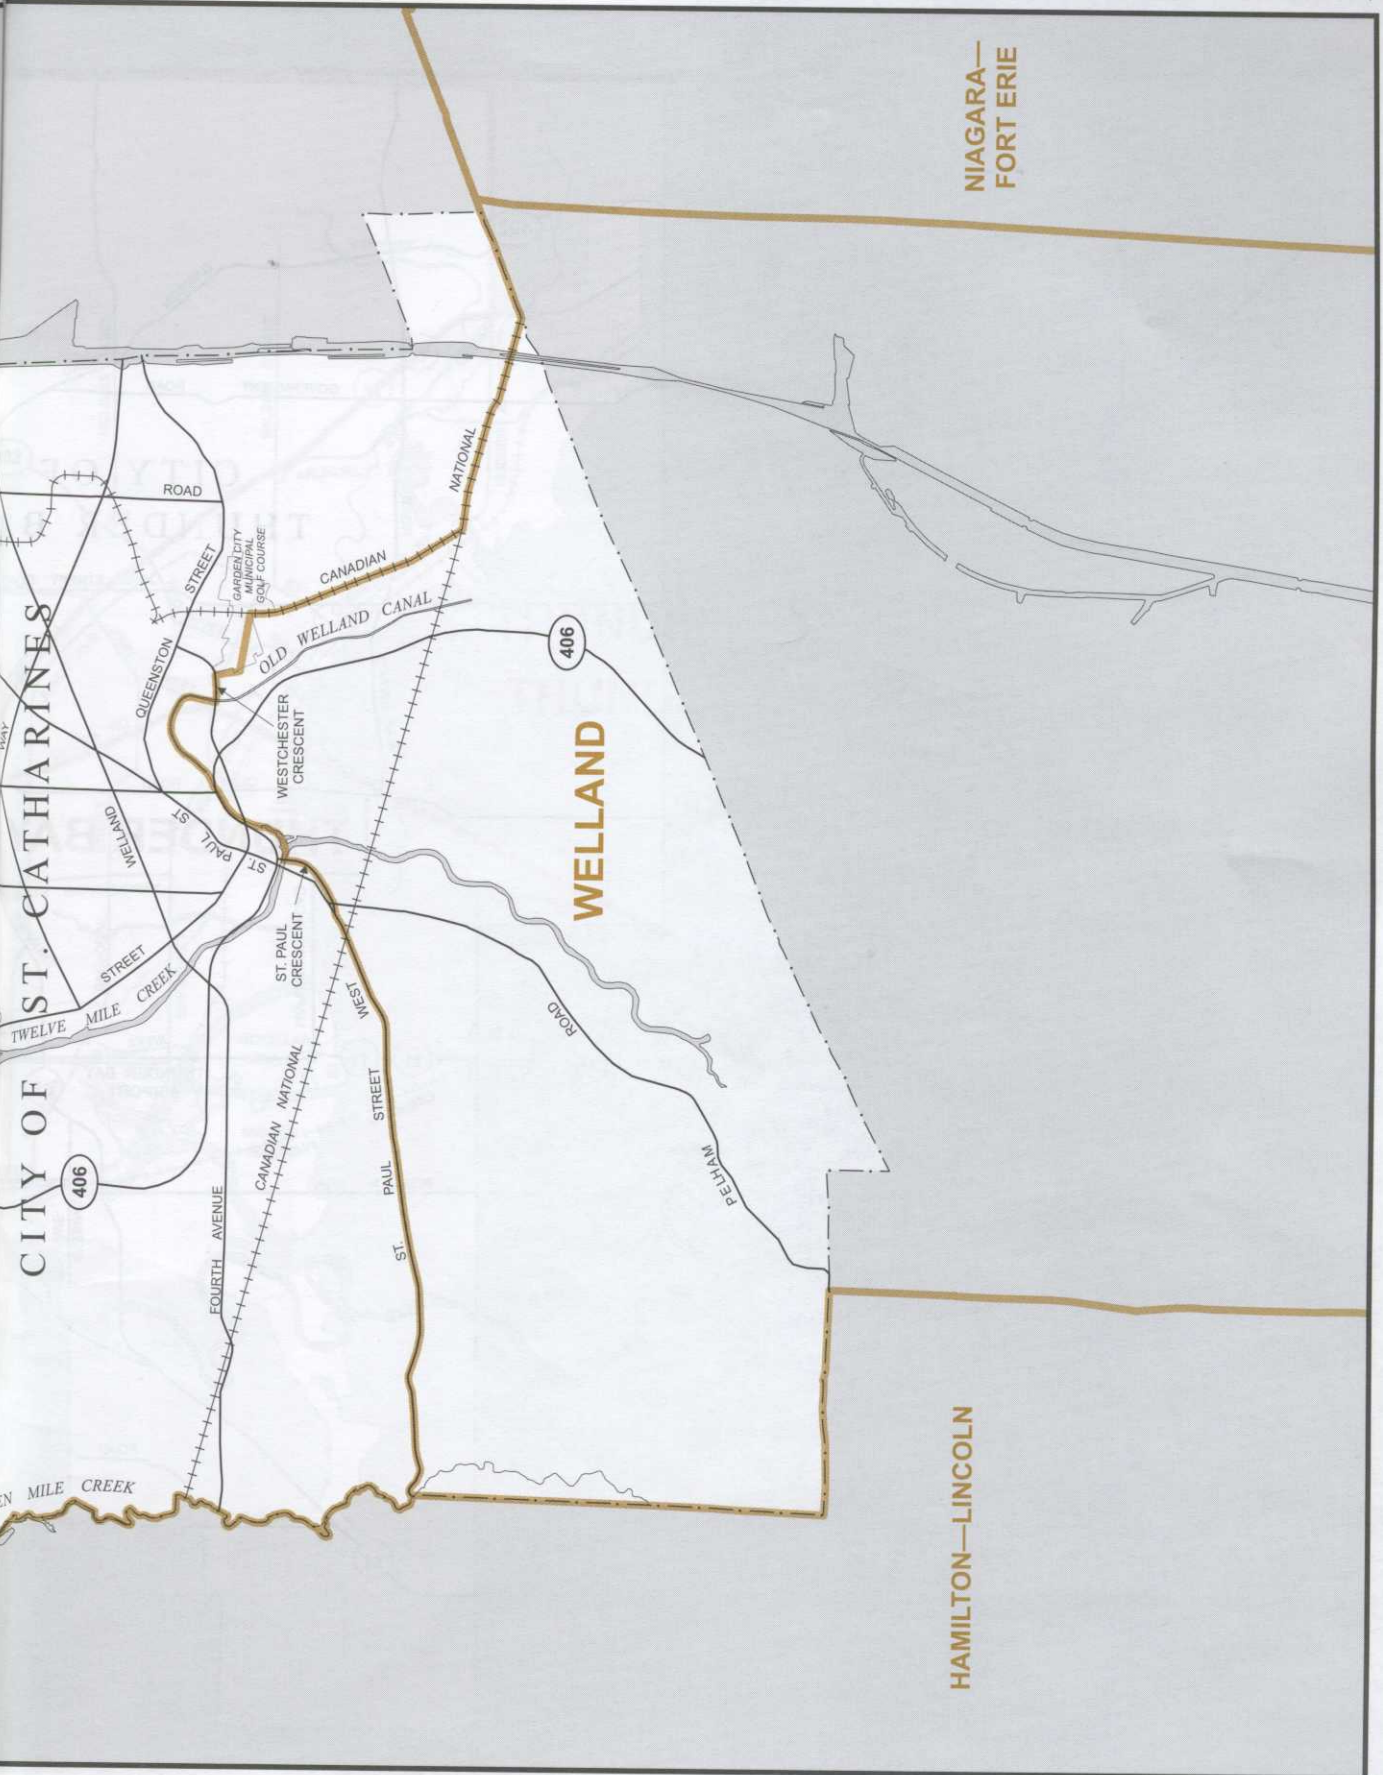 CITY OF ST. CATHARINES
NIAGARA—
FORT ERIE
HAMILTON—LINCOLN
WELLAND
MILE CREEK
TWELVE MILE CREEK
406
FOURTH AVENUE
CANADIAN NATIONAL
STREET
WELLAND
WAY
ST. PAUL ST.
QUEENSTON STREET
ROAD
GARDEN CITY
MUNICIPAL
GOLF COURSE
CANADIAN NATIONAL
OLD WELLAND CANAL
WESTCHESTER
CRESCENT
ST. PAUL
CRESCENT
ST. PAUL STREET WEST
PELHAM ROAD
406